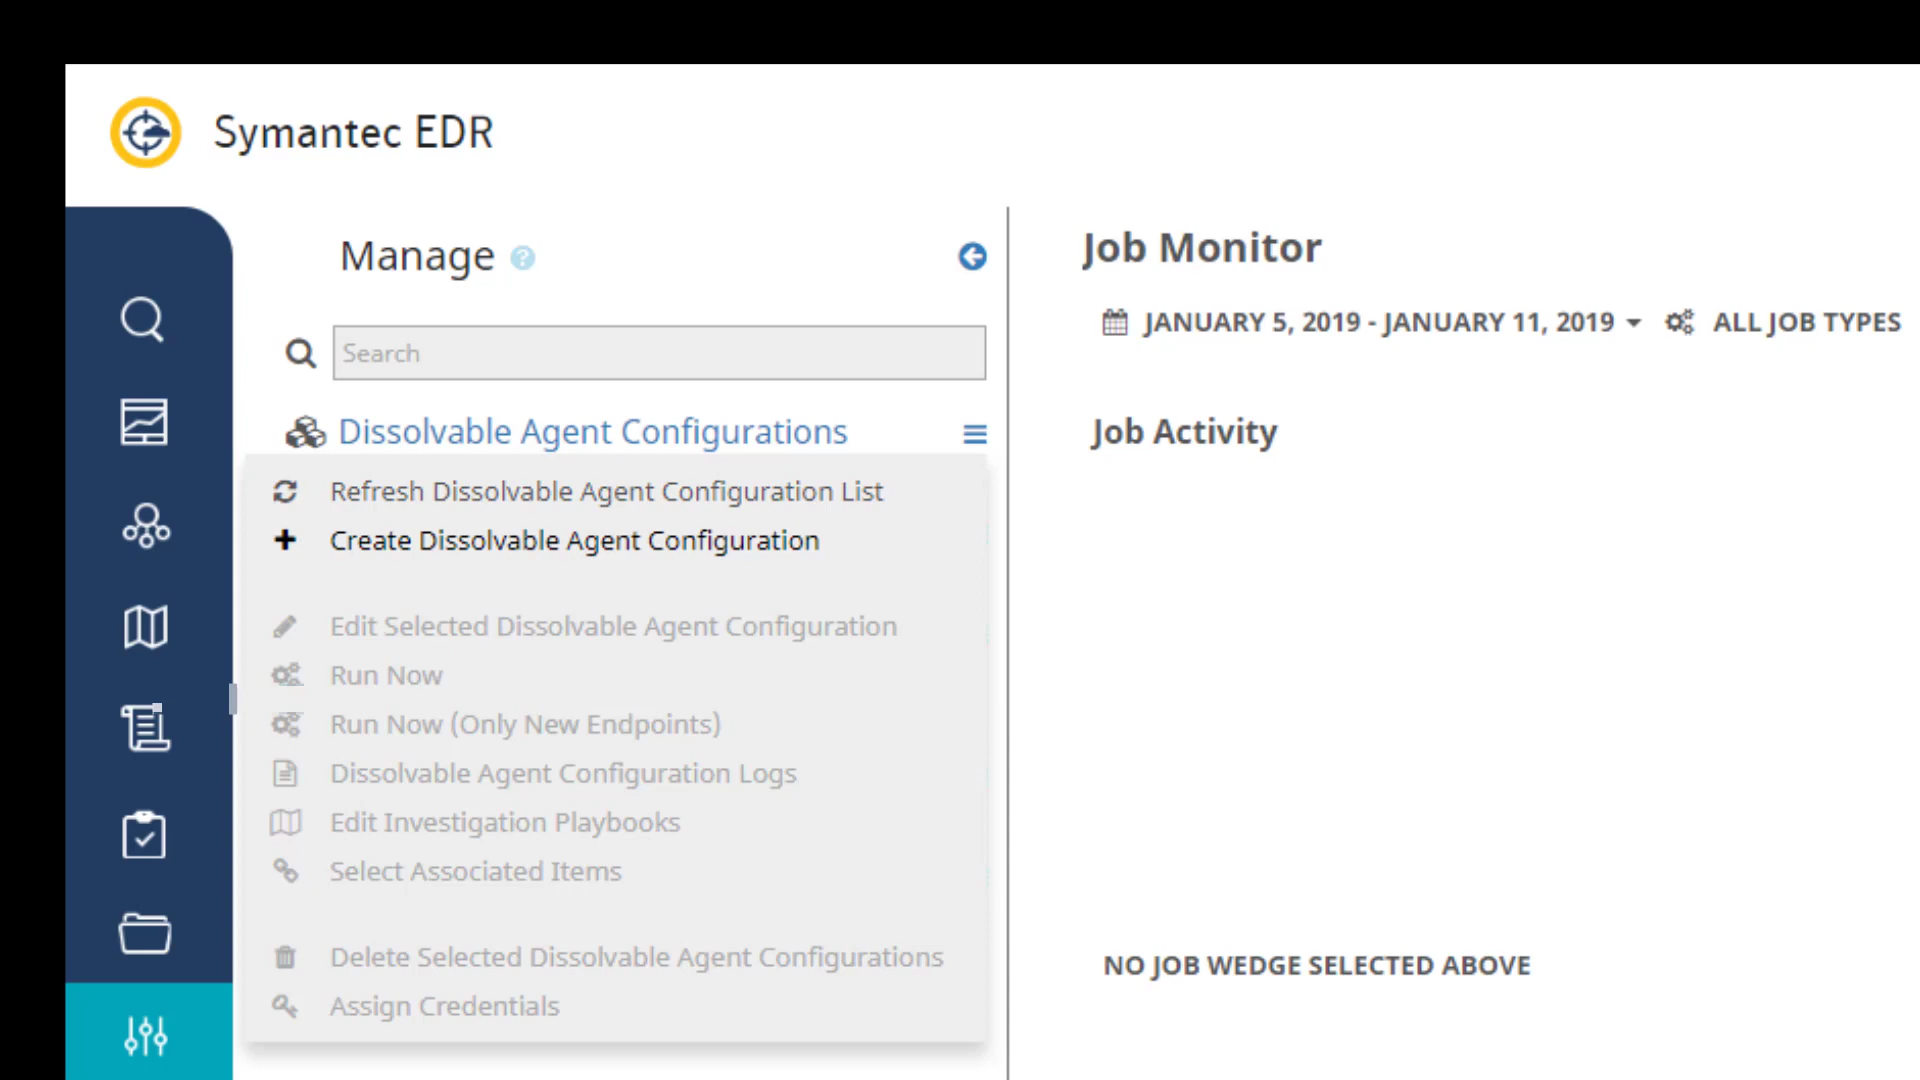 Symantec EDR
Manage ?
Search
Dissolvable Agent Configurations
Refresh Dissolvable Agent Configuration List
Create Dissolvable Agent Configuration
Edit Selected Dissolvable Agent Configuration
Run Now
Run Now (Only New Endpoints)
Dissolvable Agent Configuration Logs
Edit Investigation Playbooks
Select Associated Items
Delete Selected Dissolvable Agent Configurations
Assign Credentials
Job Monitor
JANUARY 5, 2019 - JANUARY 11, 2019 ALL JOB TYPES
Job Activity
NO JOB WEDGE SELECTED ABOVE